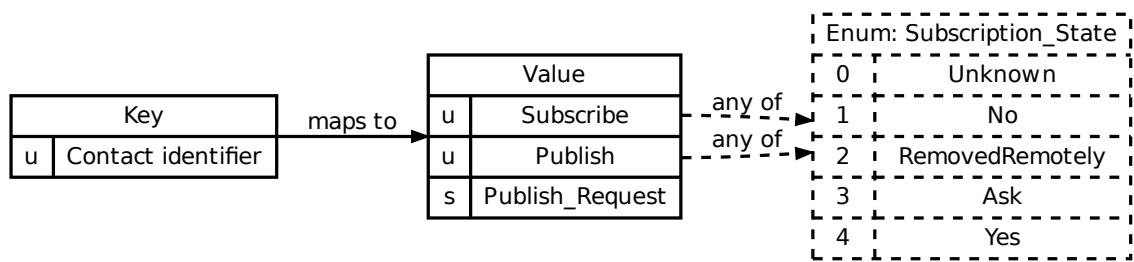 Key
u Contact identifier
maps to
Value
u Subscribe
u Publish
s Publish_Request
any of
any of
Enum: Subscription_State
0 Unknown
1 No
2 RemovedRemotely
3 Ask
4 Yes